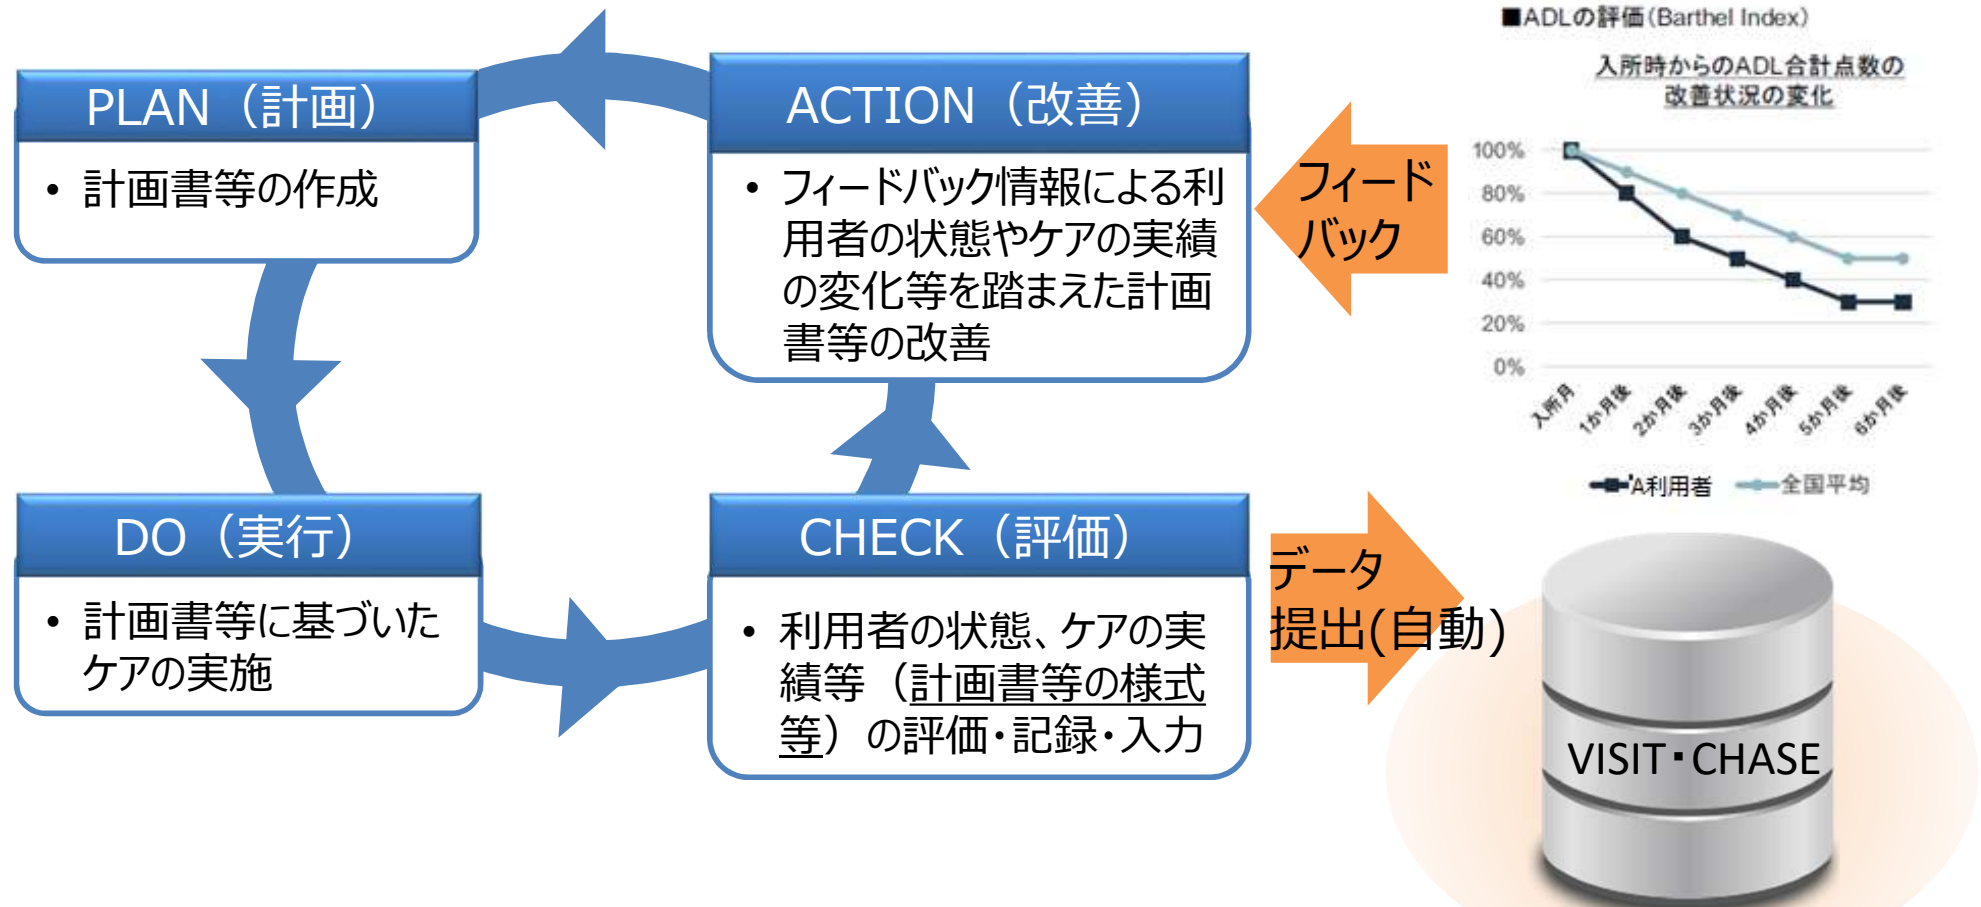 PLAN（計画）
• 計画書等の作成
ACTION（改善）
• フィードバック情報による利
用者の状態やケアの実績
の変化等を踏まえた計画
書等の改善
DO（実行）
• 計画書等に基づいた
ケアの実施
CHECK（評価）
• 利用者の状態、ケアの実
績等（計画書等の様式
等）の評価・記録・入力
フィード
バック
データ
提出(自動)
■ADLの評価（Barthel Index）
入所時からのADL合計点数の
改善状況の変化
100%
80%
60%
40%
20%
0%
入所月
1か月後
2か月後
3か月後
4か月後
5か月後
6か月後
A利用者
全国平均
VISIT・CHASE